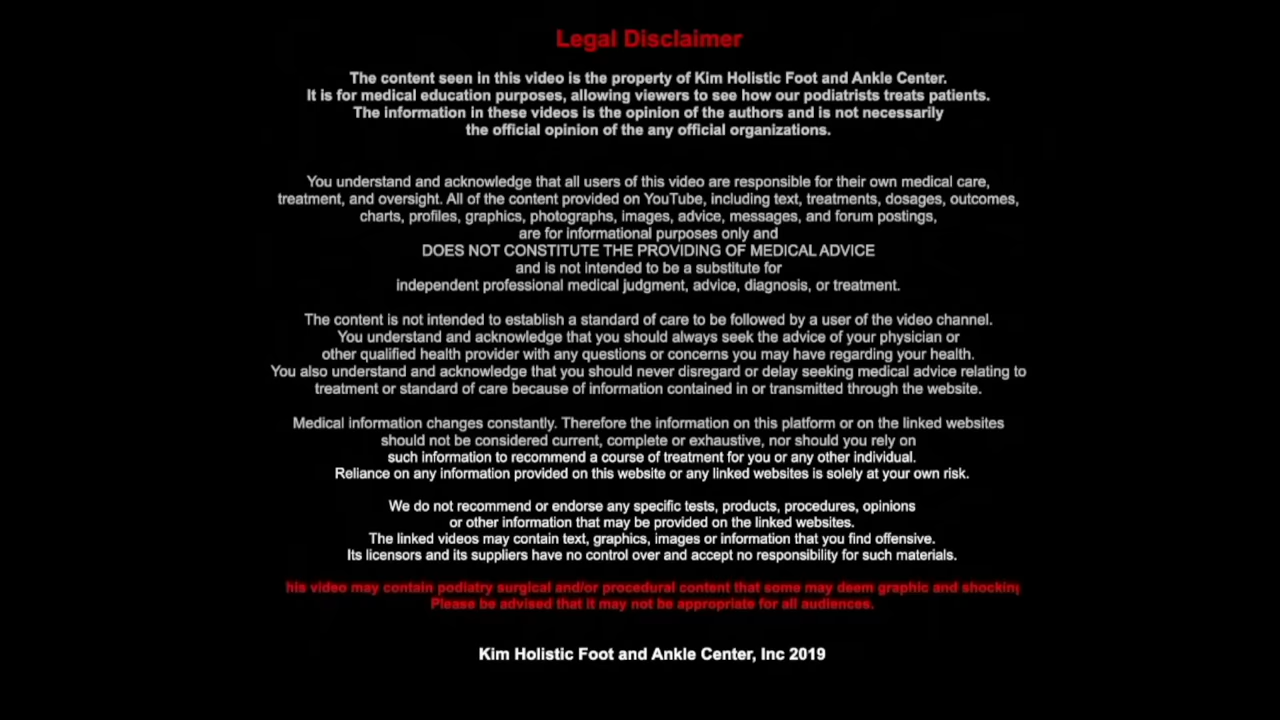 Legal Disclaimer
The content seen in this video is the property of Kim Holistic Foot and Ankle Center.
It is for medical education purposes, allowing viewers to see how our podiatrists treats patients.
The information in these videos is the opinion of the authors and is not necessarily
the official opinion of the any official organizations.
You understand and acknowledge that all users of this video are responsible for their own medical care,
treatment, and oversight. All of the content provided on YouTube, including text, treatments, dosages, outcomes,
charts, profiles, graphics, photographs, images, advice, messages, and forum postings,
are for informational purposes only and
DOES NOT CONSTITUTE THE PROVIDING OF MEDICAL ADVICE
and is not intended to be a substitute for
independent professional medical judgment, advice, diagnosis, or treatment.
The content is not intended to establish a standard of care to be followed by a user of the video channel.
You understand and acknowledge that you should always seek the advice of your physician or
other qualified health provider with any questions or concerns you may have regarding your health.
You also understand and acknowledge that you should never disregard or delay seeking medical advice relating to
treatment or standard of care because of information contained in or transmitted through the website.
Medical information changes constantly. Therefore the information on this platform or on the linked websites
should not be considered current, complete or exhaustive, nor should you rely on
such information to recommend a course of treatment for you or any other individual.
Reliance on any information provided on this website or any linked websites is solely at your own risk.
We do not recommend or endorse any specific tests, products, procedures, opinions
or other information that may be provided on the linked websites.
The linked videos may contain text, graphics, images or information that you find offensive.
Its licensors and its suppliers have no control over and accept no responsibility for such materials.
his video may contain podiatry surgical and/or procedural content that some may deem graphic and shockin
Please be advised that it may not be appropriate for all audiences.
Kim Holistic Foot and Ankle Center, Inc 2019